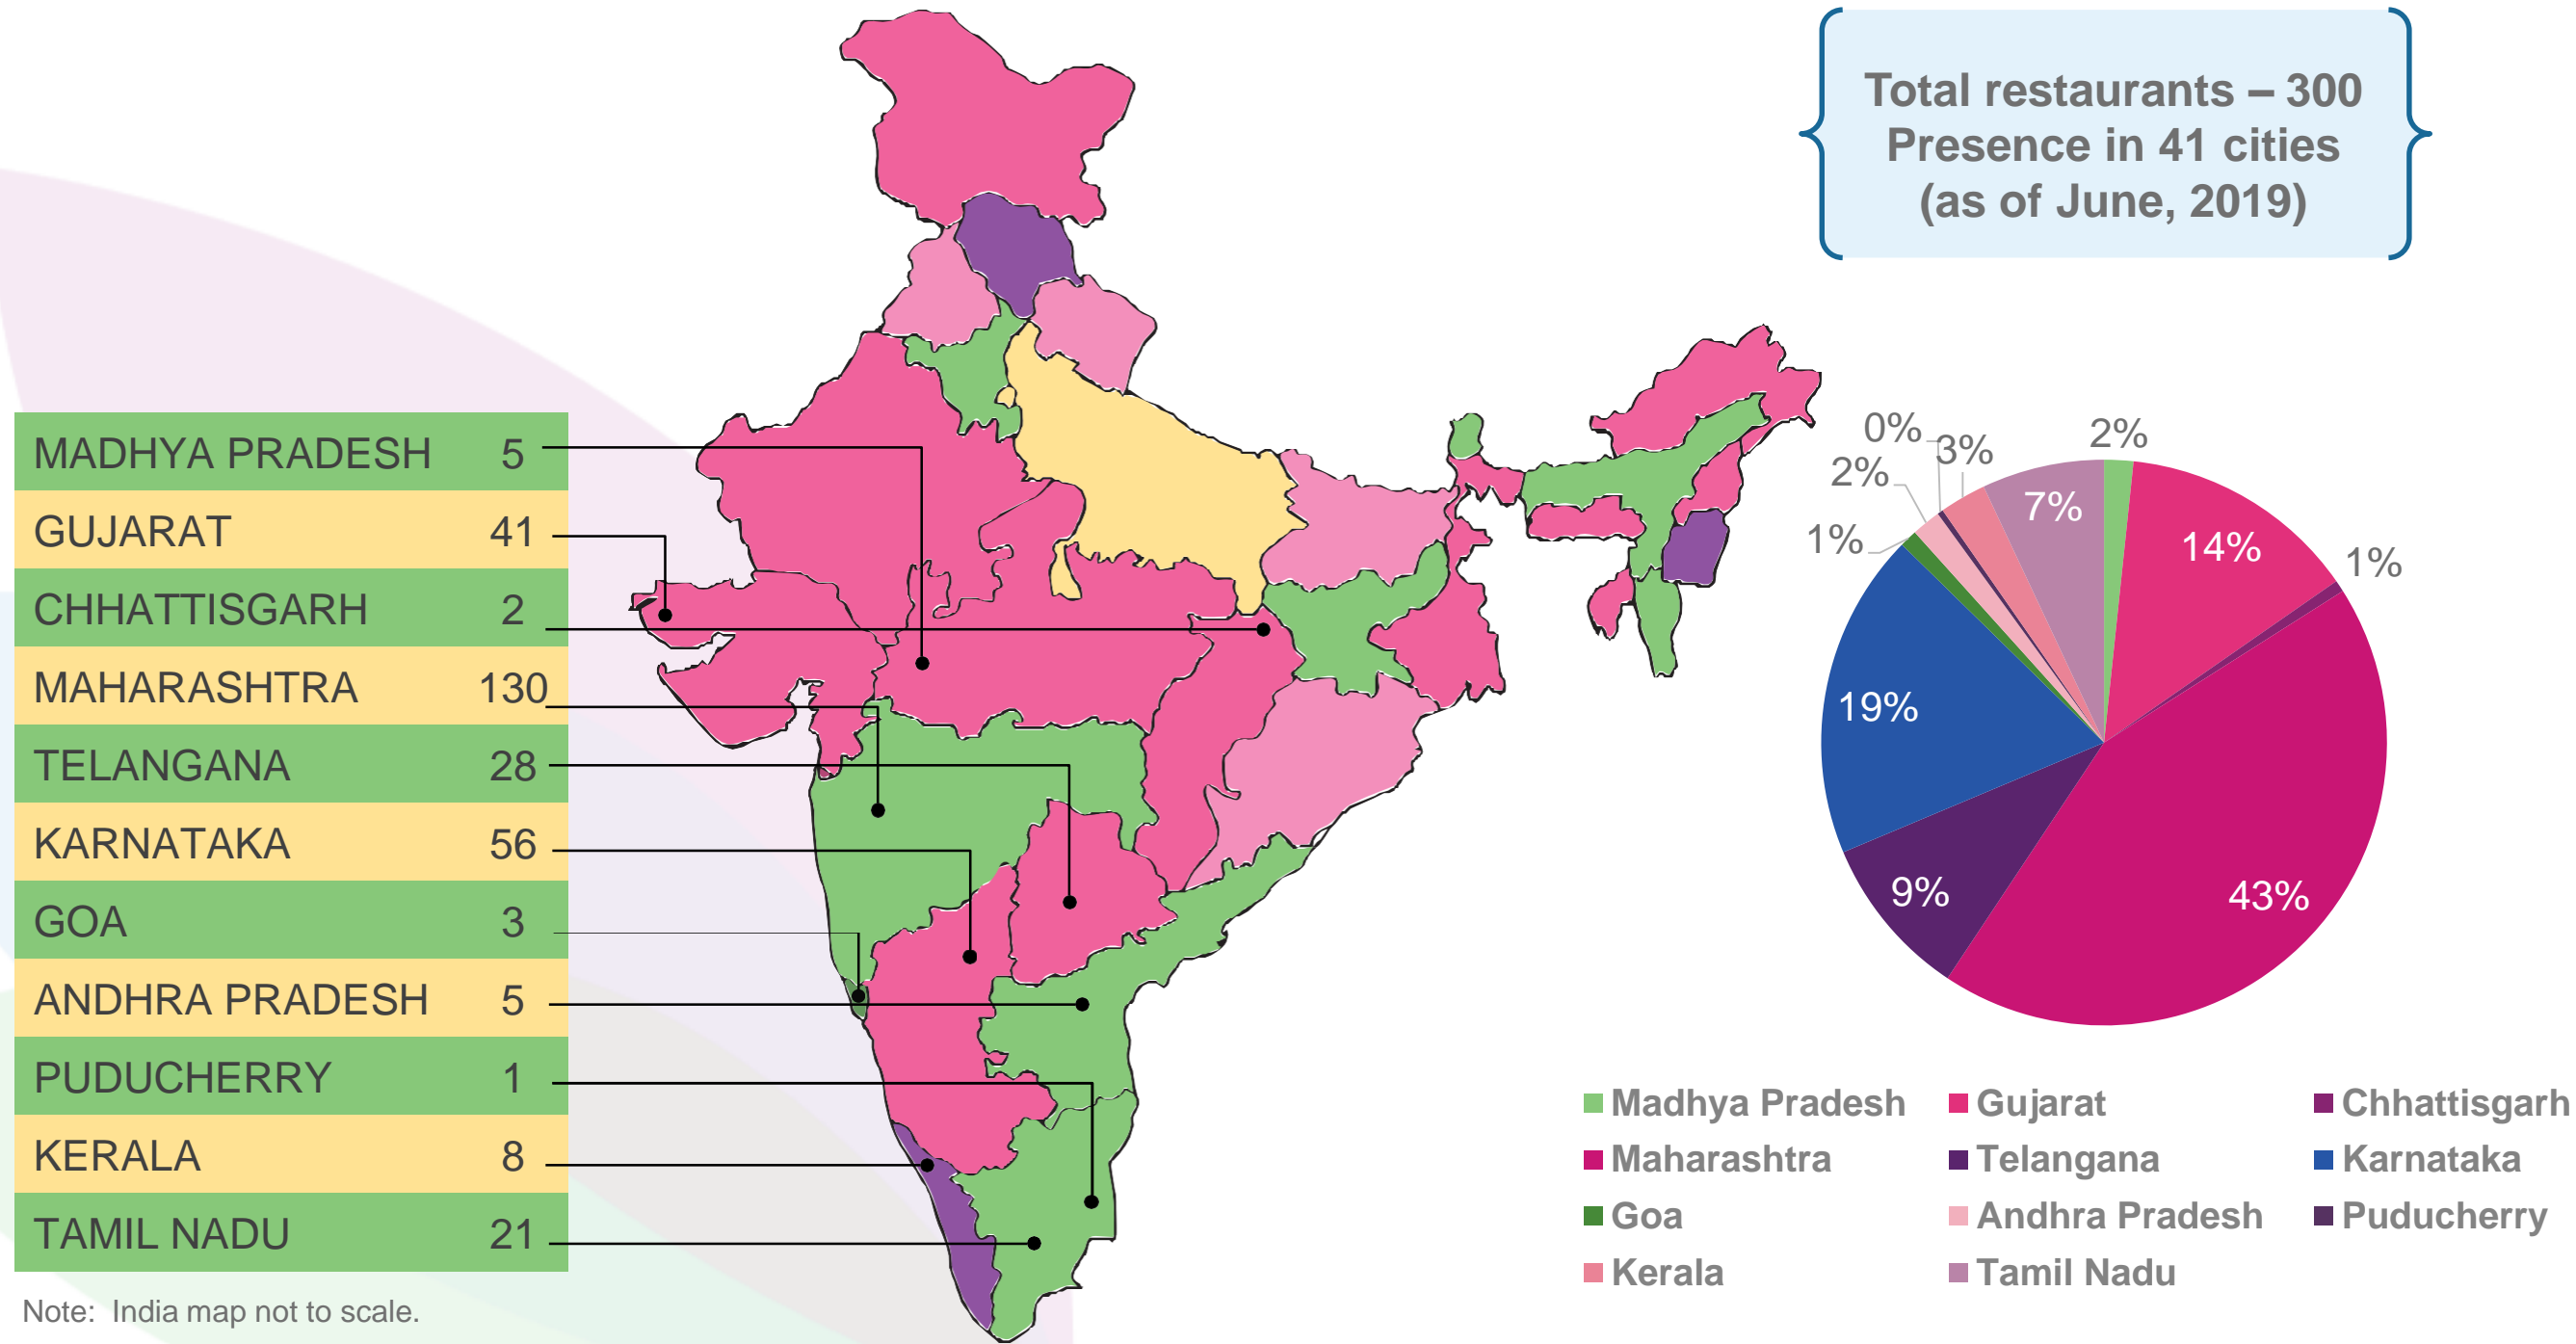 Total restaurants – 300
Presence in 41 cities
(as of June, 2019)
MADHYA PRADESH 5
GUJARAT 41
CHHATTISGARH 2
MAHARASHTRA 130
TELANGANA 28
KARNATAKA 56
GOA 3
ANDHRA PRADESH 5
PUDUCHERRY 1
KERALA 8
TAMIL NADU 21
Note: India map not to scale.
2%
14%
1%
43%
9%
19%
1%
2%
0%
3%
7%
Madhya Pradesh Gujarat Chhattisgarh
Maharashtra Telangana Karnataka
Goa Andhra Pradesh Puducherry
Kerala Tamil Nadu